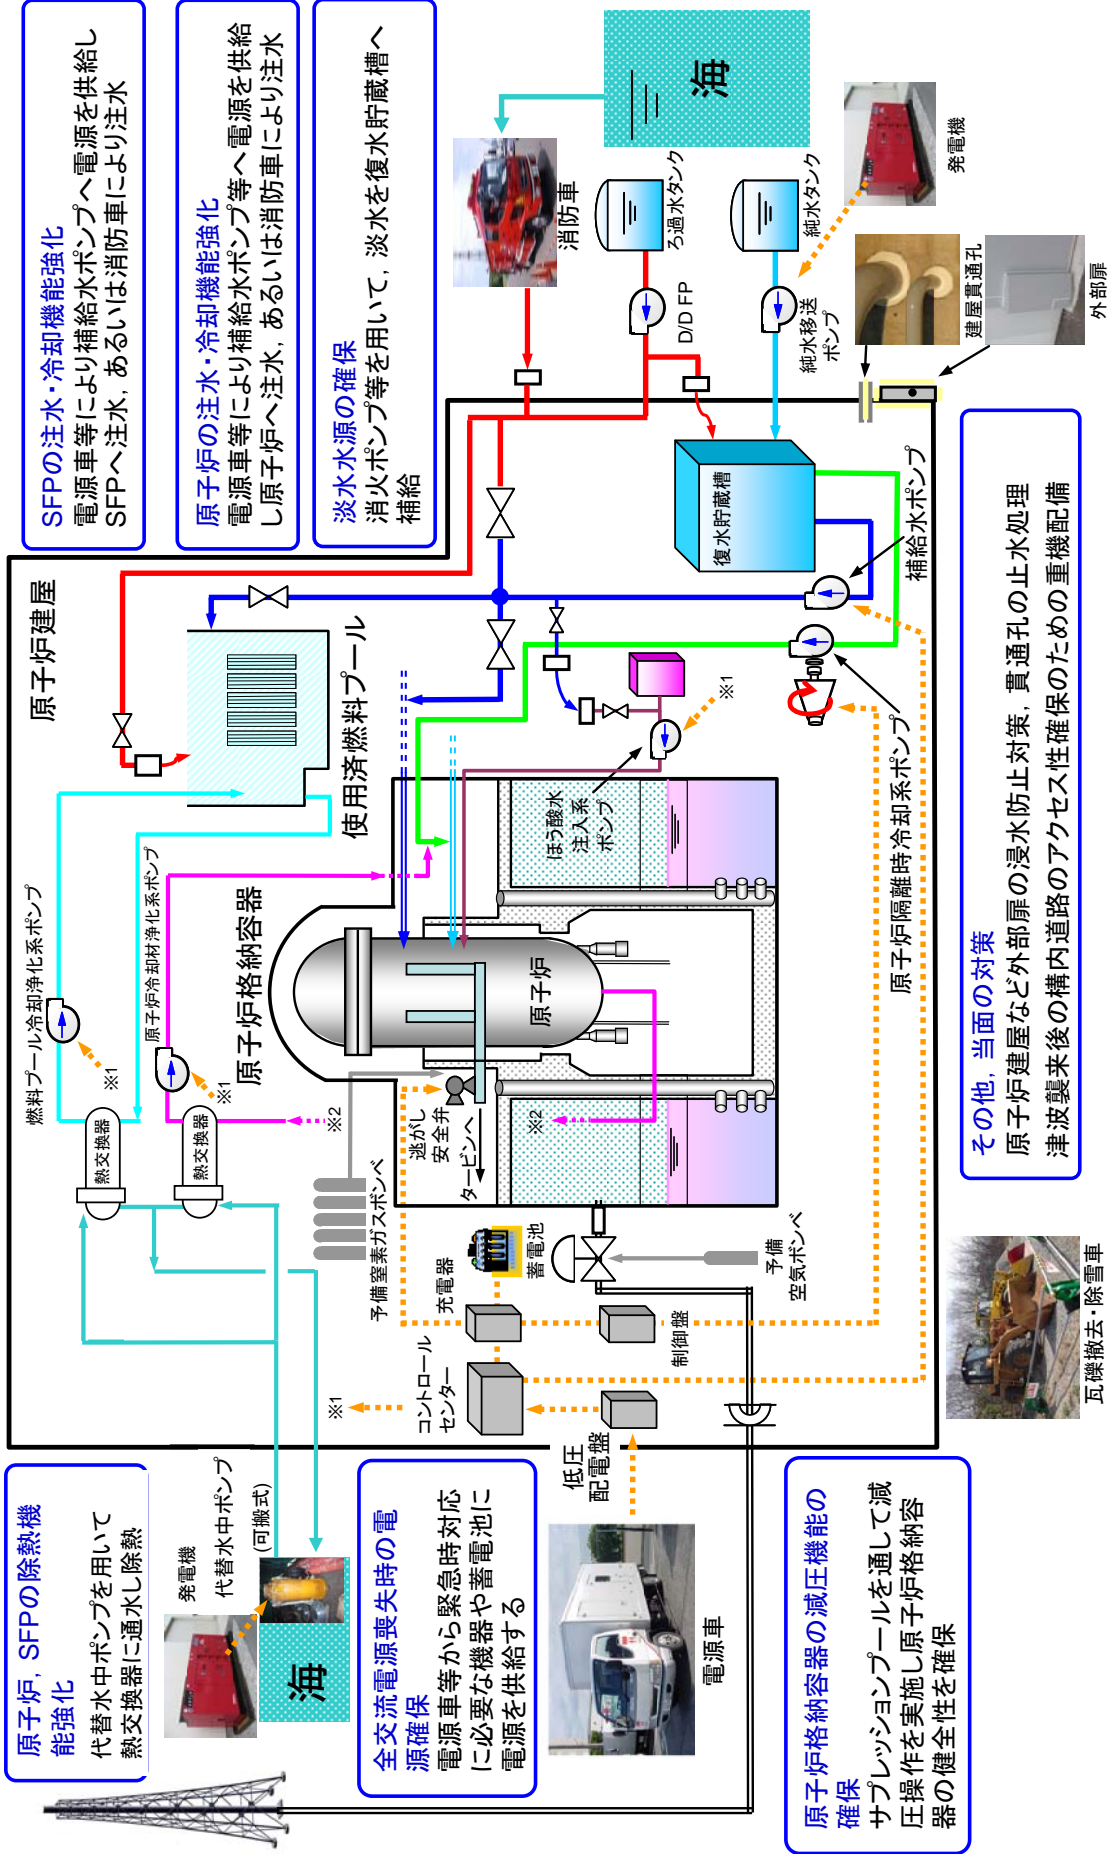 原子炉，SFPの除熱機
能強化
代替水中ポンプを用いて
熱交換器に通水し除熱
発電機
代替水中ポンプ
(可搬式)
海
全交流電源喪失時の電
源確保
電源車等から緊急時対応
に必要な機器や蓄電池に
電源を供給する
電源車
原子炉格納容器の減圧機能の
確保
サプレッションプールを通して減
圧操作を実施し原子炉格納容
器の健全性を確保
原子炉建屋
燃料プール冷却浄化系ポンプ
※1
熱交換器
原子炉冷却材浄化系ポンプ
※1
熱交換器
※2
原子炉格納容器
使用済燃料プール
予備窒素ガスボンベ
逃がし
安全弁
タービンへ
※2
原子炉
ほう酸水
注入系
ポンプ
※1
充電器
蓄電池
※1
コントロール
センター
制御盤
低圧
配電盤
予備
空気ボンベ
原子炉隔離時冷却系ポンプ
補給水ポンプ
復水貯蔵槽
SFPの注水・冷却機能強化
電源車等により補給水ポンプへ電源を供給し
SFPへ注水，あるいは消防車により注水
原子炉の注水・冷却機能強化
電源車等により補給水ポンプ等へ電源を供給
し原子炉へ注水，あるいは消防車により注水
淡水水源の確保
消火ポンプ等を用いて，淡水を復水貯蔵槽へ
補給
消防車
海
ろ過水タンク
D/D FP
純水タンク
純水移送
ポンプ
発電機
建屋貫通孔
外部扉
その他，当面の対策
原子炉建屋など外部扉の浸水防止対策，貫通孔の止水処理
津波襲来後の構内道路のアクセス性確保のための重機配備
瓦礫撤去・除雪車